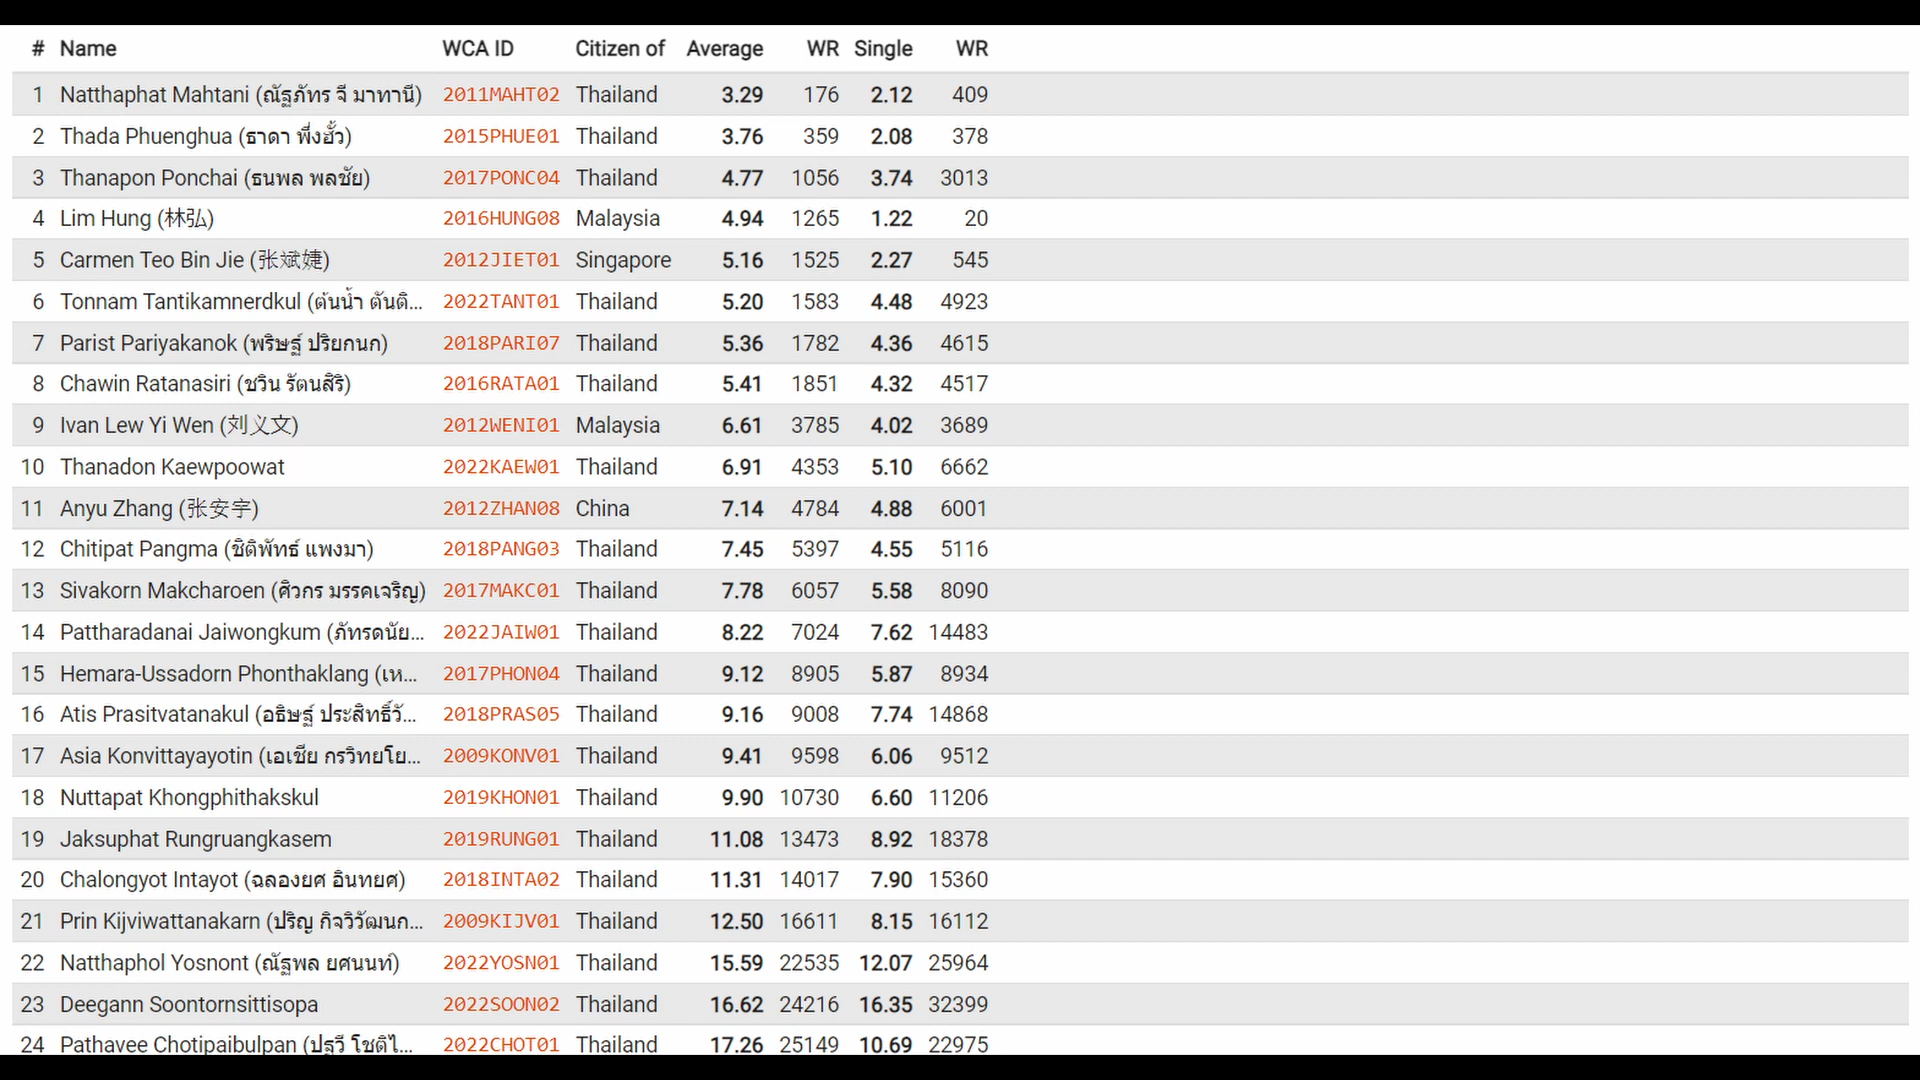 # Name WCA ID Citizen of Average WR Single WR
1 Natthaphat Mahtani (ณัฐภัทร จี มาทานี) 2011MAHT02 Thailand 3.29 176 2.12 409
2 Thada Phuenghua (ธาดา พึ่งฮั้ว) 2015PHUE01 Thailand 3.76 359 2.08 378
3 Thanapon Ponchai (ธนพล พลชัย) 2017PONC04 Thailand 4.77 1056 3.74 3013
4 Lim Hung (林弘) 2016HUNG08 Malaysia 4.94 1265 1.22 20
5 Carmen Teo Bin Jie (张斌婕) 2012JIET01 Singapore 5.16 1525 2.27 545
6 Tonnam Tantikamnerdkul (ต้นน้ำ ตันติ... 2022TANT01 Thailand 5.20 1583 4.48 4923
7 Parist Pariyakanok (พริษฐ์ ปริยกนก) 2018PARI07 Thailand 5.36 1782 4.36 4615
8 Chawin Ratanasiri (ชวิน รัตนสิริ) 2016RATA01 Thailand 5.41 1851 4.32 4517
9 Ivan Lew Yi Wen (刘义文) 2012WENI01 Malaysia 6.61 3785 4.02 3689
10 Thanadon Kaewpoowat 2022KAEW01 Thailand 6.91 4353 5.10 6662
11 Anyu Zhang (张安宇) 2012ZHAN08 China 7.14 4784 4.88 6001
12 Chitipat Pangma (ชิติพัทธ์ แพงมา) 2018PANG03 Thailand 7.45 5397 4.55 5116
13 Sivakorn Makcharoen (ศิวกร มรรคเจริญ) 2017MAKC01 Thailand 7.78 6057 5.58 8090
14 Pattharadanai Jaiwongkum (ภัทรดนัย... 2022JAIW01 Thailand 8.22 7024 7.62 14483
15 Hemara-Ussadorn Phonthaklang (เห... 2017PHON04 Thailand 9.12 8905 5.87 8934
16 Atis Prasitvatanakul (อธิษฐ์ ประสิทธิ์วั... 2018PRAS05 Thailand 9.16 9008 7.74 14868
17 Asia Konvittayayotin (เอเชีย กรวิทยโย... 2009KONV01 Thailand 9.41 9598 6.06 9512
18 Nuttapat Khongphithakskul 2019KHON01 Thailand 9.90 10730 6.60 11206
19 Jaksuphat Rungruangkasem 2019RUNG01 Thailand 11.08 13473 8.92 18378
20 Chalongyot Intayot (ฉลองยศ อินทยศ) 2018INTA02 Thailand 11.31 14017 7.90 15360
21 Prin Kijviwattanakarn (ปริญ กิจวิวัฒนก... 2009KIJV01 Thailand 12.50 16611 8.15 16112
22 Natthaphol Yosnont (ณัฐพล ยศนนท์) 2022YOSN01 Thailand 15.59 22535 12.07 25964
23 Deegann Soontornsittisopa 2022SOON02 Thailand 16.62 24216 16.35 32399
24 Pathavee Chotipaibulpan (ปฐวี โชติไ... 2022CHOT01 Thailand 17.26 25149 10.69 22975